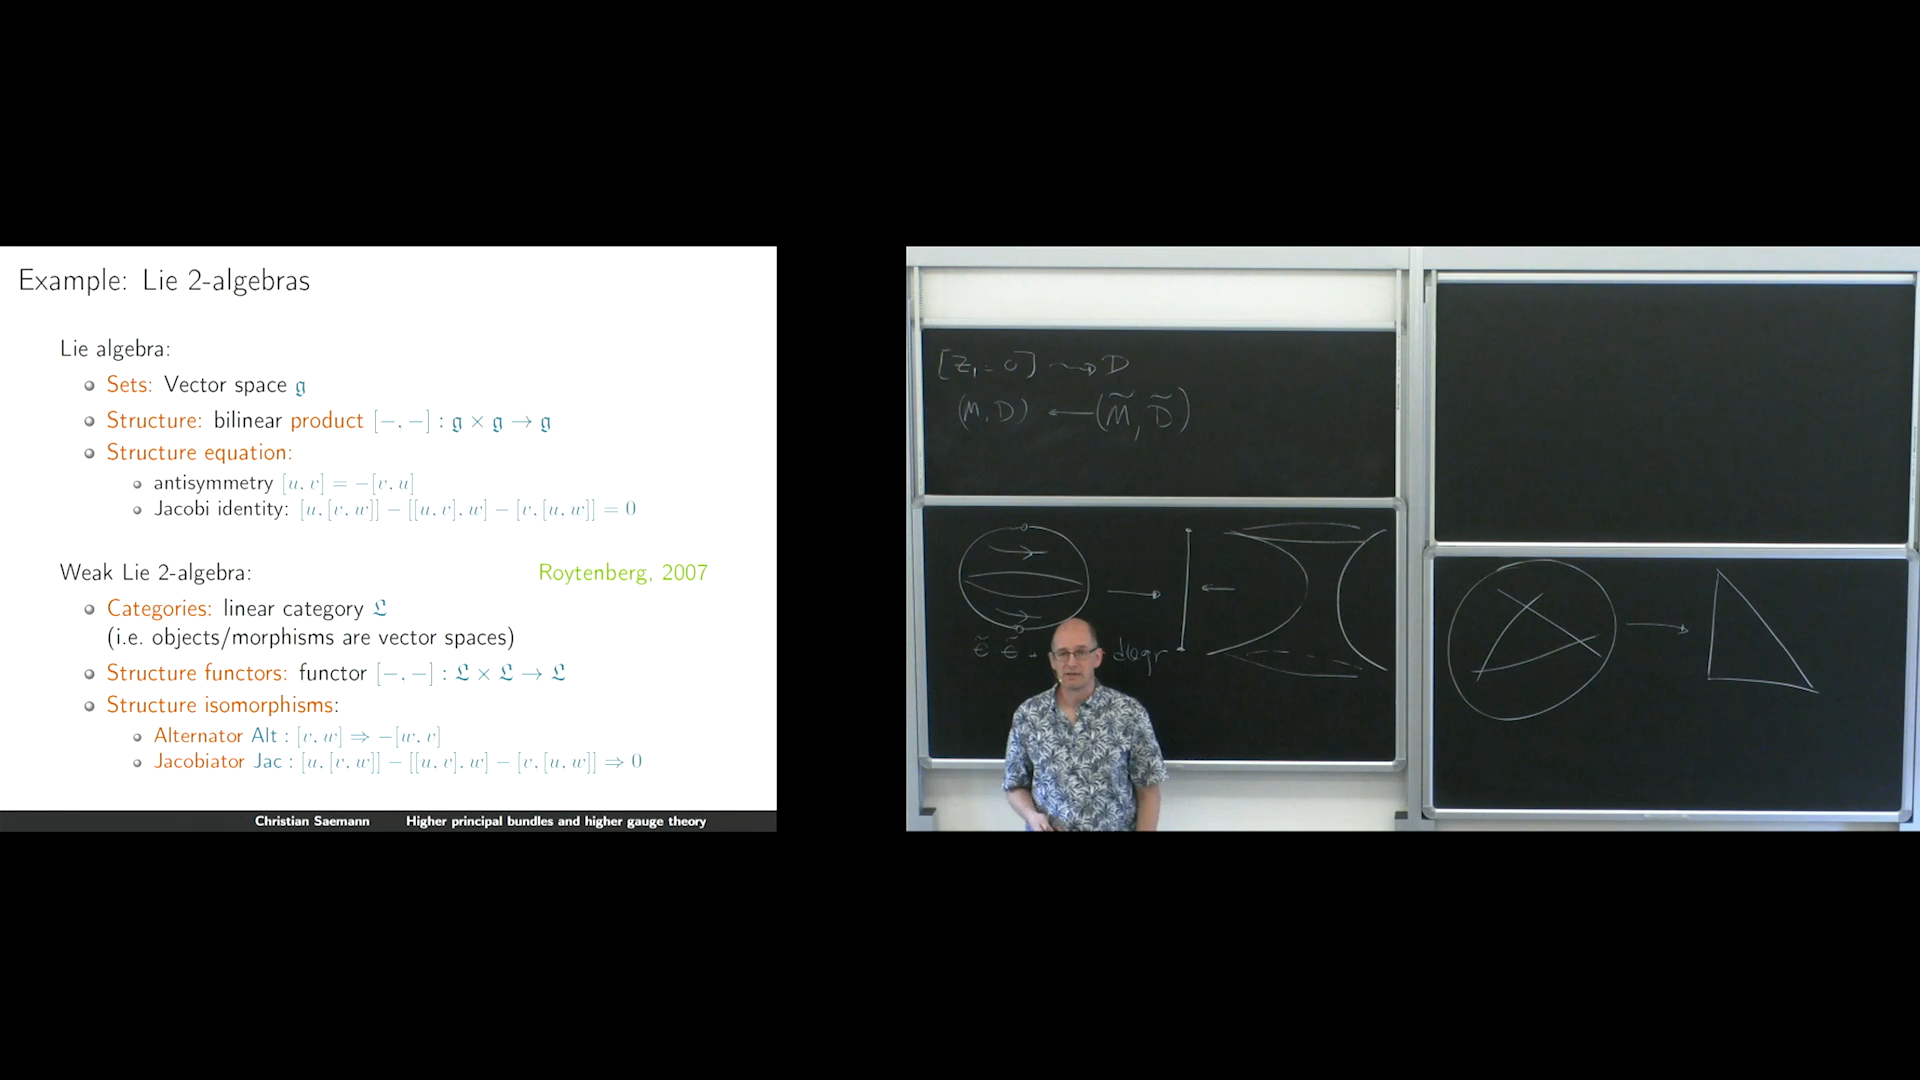 Example: Lie 2-algebras
Lie algebra:
Sets: Vector space 𝔤
Structure: bilinear product [−, −] : 𝔤 × 𝔤 → 𝔤
Structure equation:
antisymmetry [u, v] = −[v, u]
Jacobi identity: [u, [v, w]] − [[u, v], w] − [v, [u, w]] = 0
Weak Lie 2-algebra: Roytenberg, 2007
Categories: linear category 𝔏
(i.e. objects/morphisms are vector spaces)
Structure functors: functor [−, −] : 𝔏 × 𝔏 → 𝔏
Structure isomorphisms:
Alternator Alt : [v, w] ⇒ −[w, v]
Jacobiator Jac : [u, [v, w]] − [[u, v], w] − [v, [u, w]] ⇒ 0
Christian Saemann Higher principal bundles and higher gauge theory
[Z₁ = 0] ⇝ D
(M, D) ⟵ (M̃, D̃)